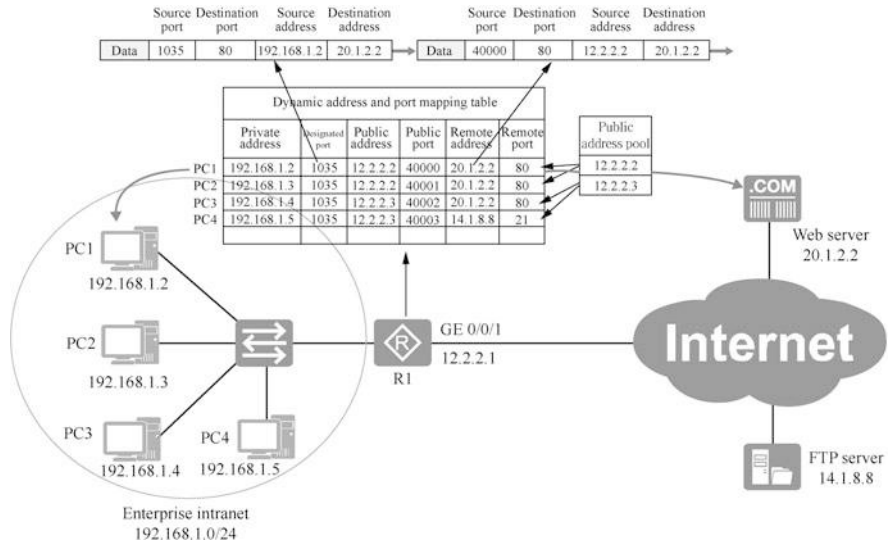 Source port Destination port Source address Destination address Source port Destination port Source address Destination address
Data 1035 80 192.168.1.2 20.1.2.2 Data 40000 80 12.2.2.2 20.1.2.2
Dynamic address and port mapping table
Private address Designated port Public address Public port Remote address Remote port
Public address pool
PC1 192.168.1.2 1035 12.2.2.2 40000 20.1.2.2 80
PC2 192.168.1.3 1035 12.2.2.2 40001 20.1.2.2 80
PC3 192.168.1.4 1035 12.2.2.3 40002 20.1.2.2 80
PC4 192.168.1.5 1035 12.2.2.3 40003 14.1.8.8 21
12.2.2.2
12.2.2.3
.COM
Web server
20.1.2.2
PC1
192.168.1.2
PC2
192.168.1.3
PC3
192.168.1.4
PC4
192.168.1.5
R
R1
GE 0/0/1
12.2.2.1
Internet
FTP server
14.1.8.8
Enterprise intranet
192.168.1.0/24